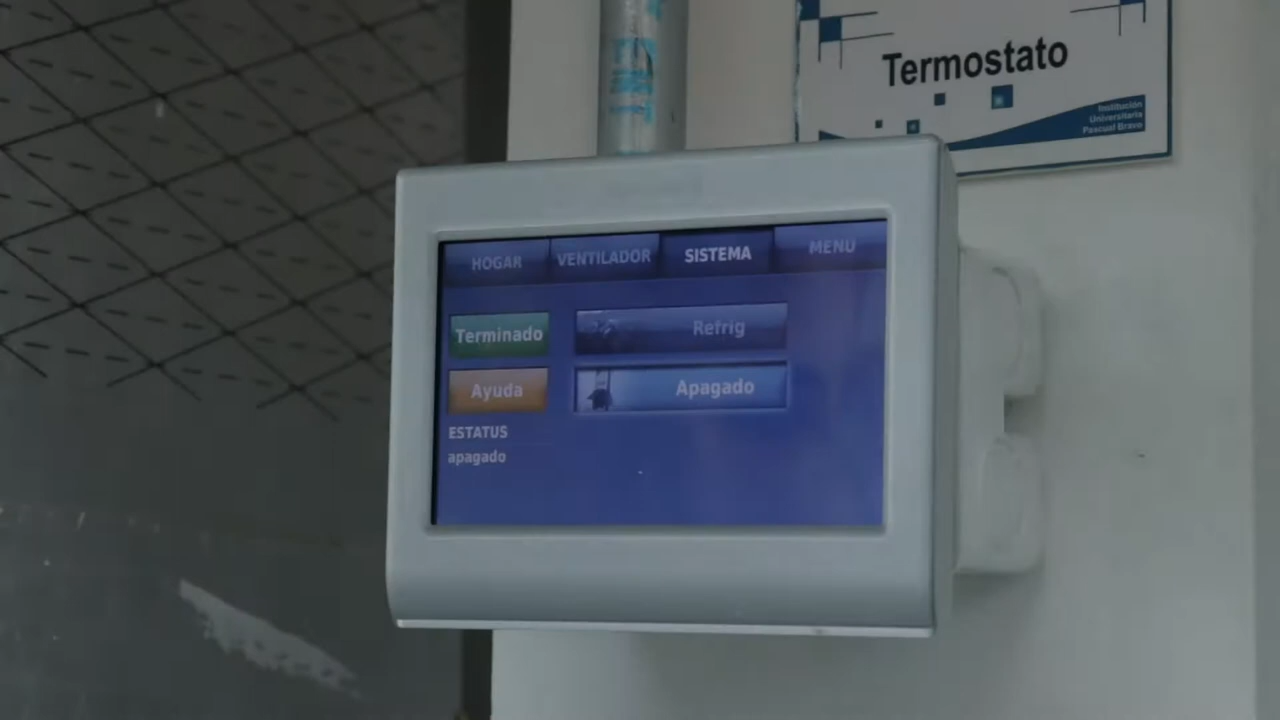 Termostato
Institución
Universitaria
Pascual Bravo
HOGAR
VENTILADOR
SISTEMA
MENU
Terminado
Refrig
Ayuda
Apagado
ESTATUS
apagado